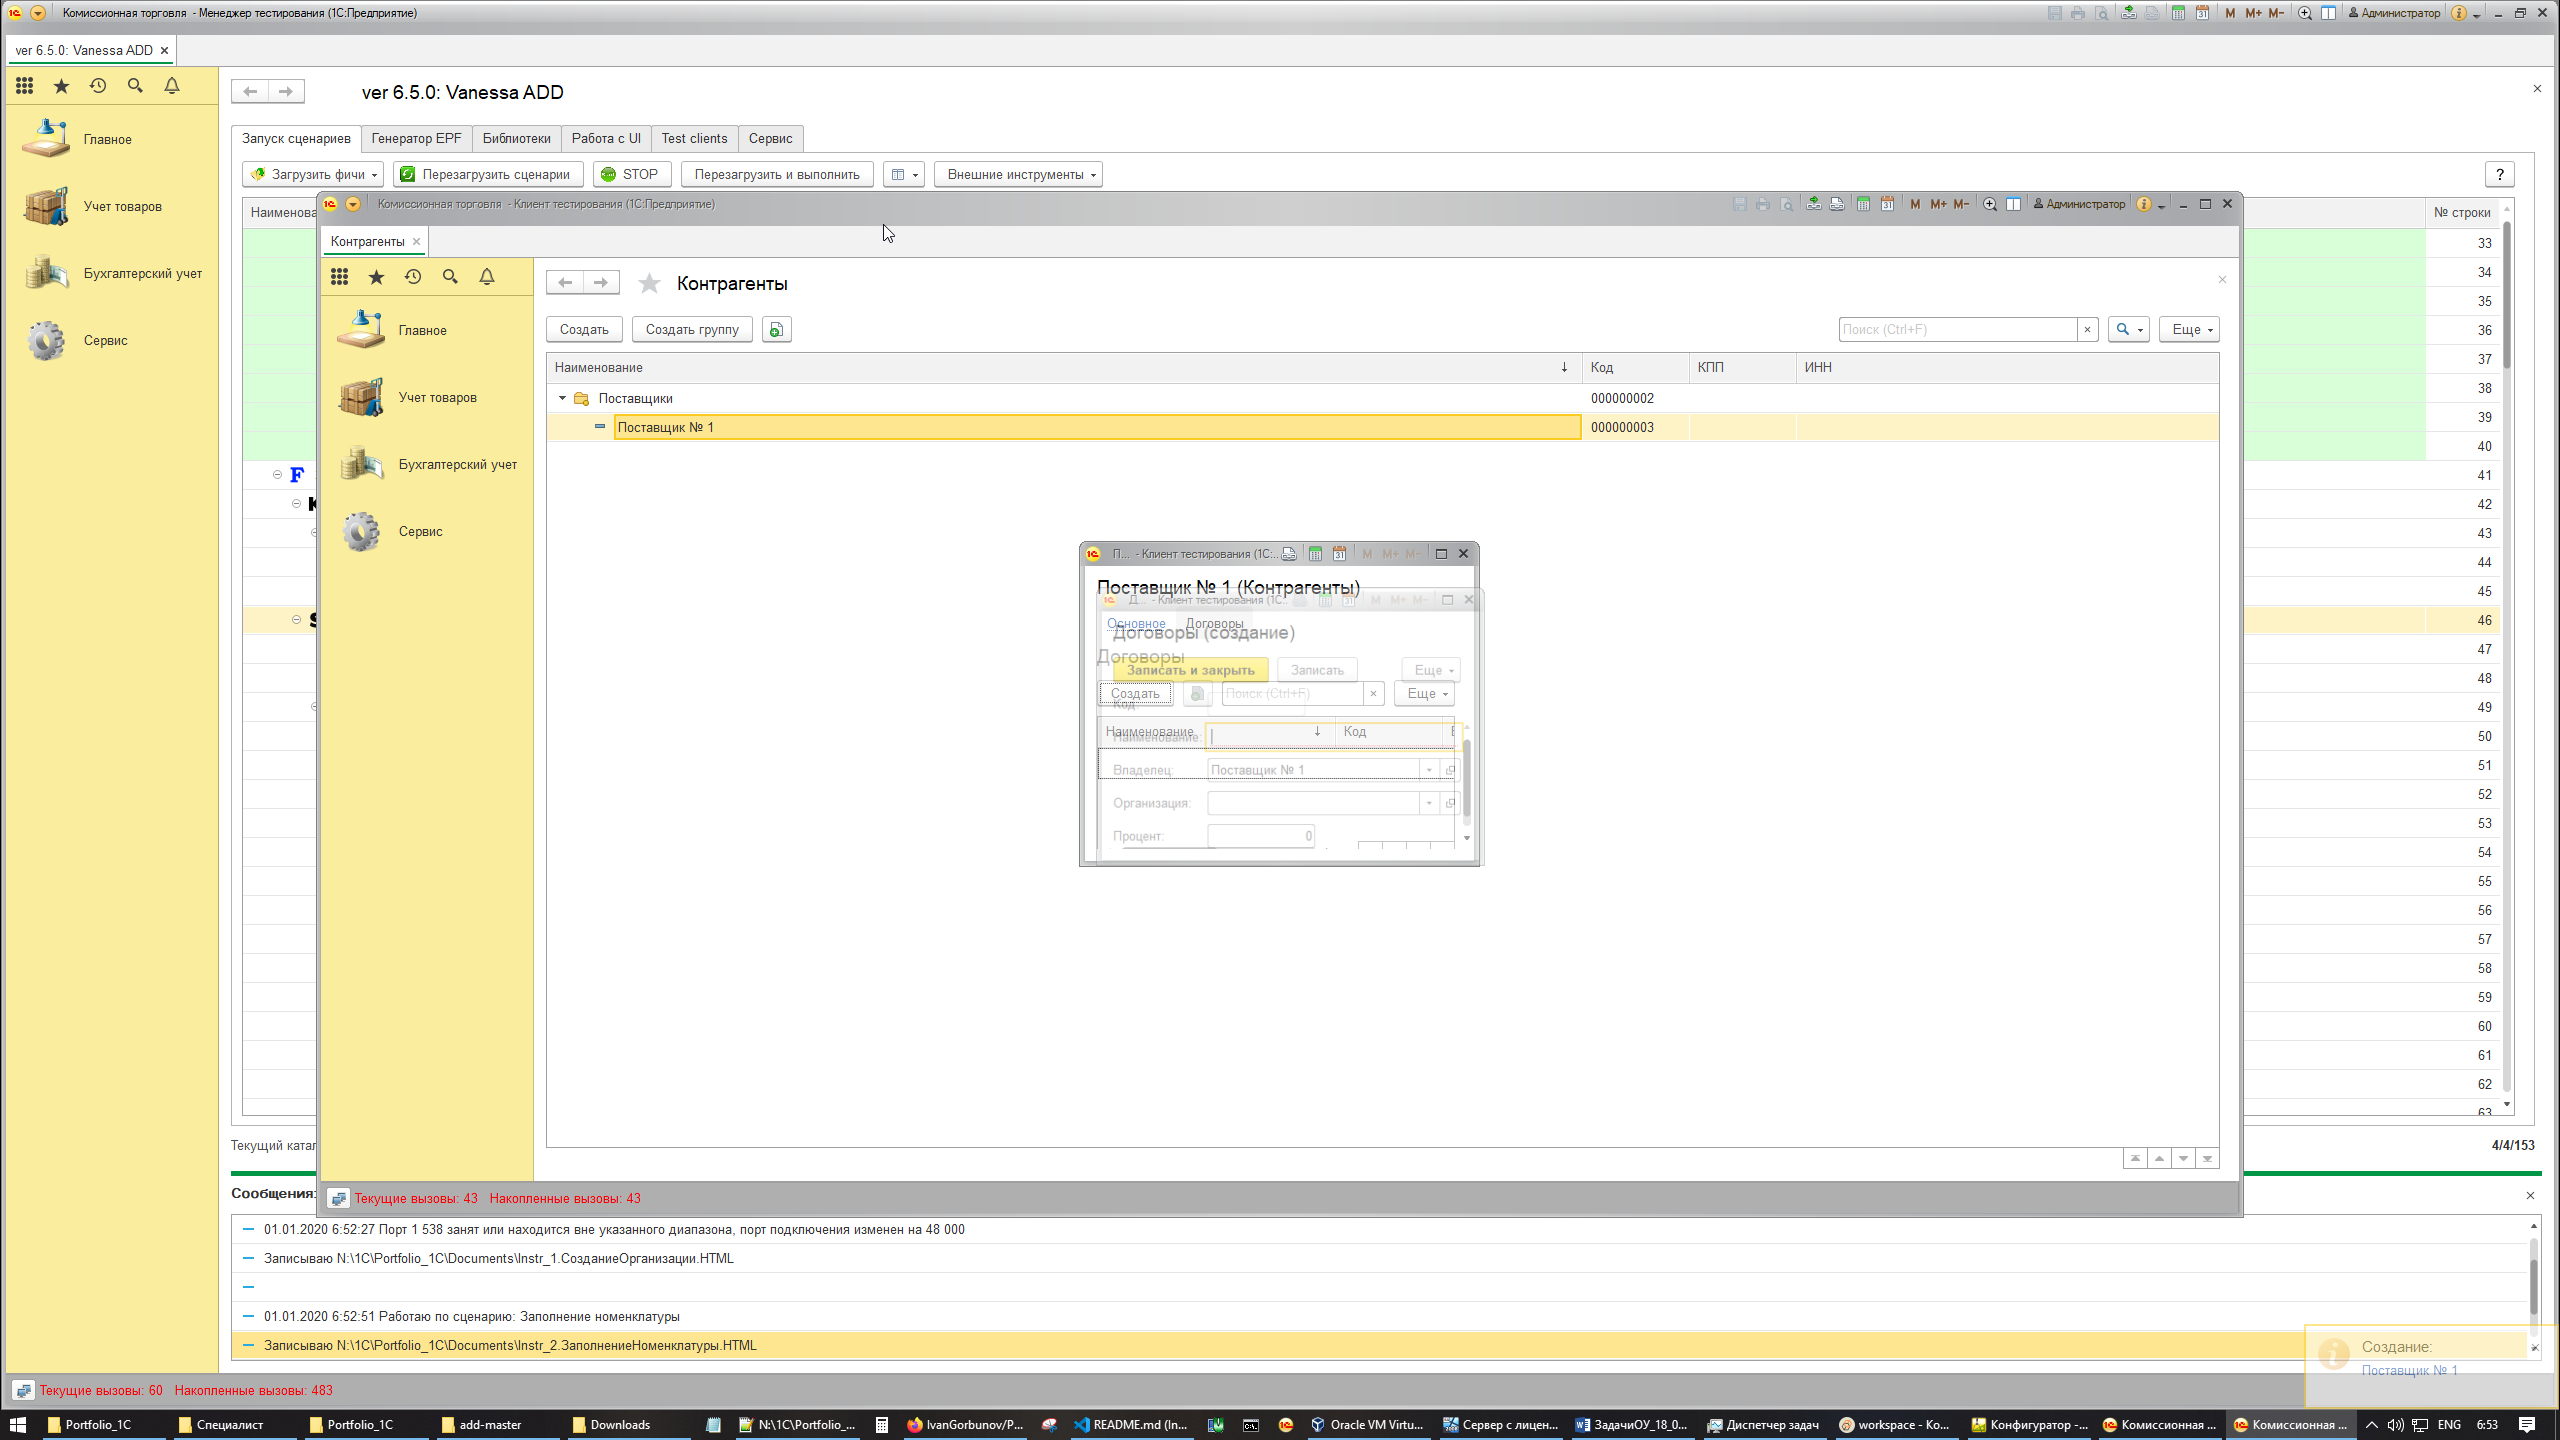 Комиссионная торговля - Менеджер тестирования (1С:Предприятие)
M M+ M- Администратор
ver 6.5.0: Vanessa ADD
ver 6.5.0: Vanessa ADD
Главное
Учет товаров
Бухгалтерский учет
Сервис
Запуск сценариев Генератор EPF Библиотеки Работа с UI Test clients Сервис
Загрузить фичи Перезагрузить сценарии STOP Перезагрузить и выполнить Внешние инструменты ?
Наименова № строки
33
34
35
36
37
38
39
40
F 41
42
43
44
45
46
47
48
49
50
51
52
53
54
55
56
57
58
59
60
61
62
63
Комиссионная торговля - Клиент тестирования (1С:Предприятие)
31 M M+ M- Администратор
Контрагенты
Контрагенты
Главное
Учет товаров
Бухгалтерский учет
Сервис
Создать Создать группу Поиск (Ctrl+F) Еще
Наименование Код КПП ИНН
Поставщики 000000002
Поставщик № 1 000000003
П... - Клиент тестирования (1С:... 31 M M+ M-
Поставщик № 1 (Контрагенты)
Д... - Клиент тестирования (1С... 31 M M+ M-
Основное Договоры
Договоры (создание)
Договоры
Записать и закрыть Записать Еще
Создать Поиск (Ctrl+F) Еще
Код:
Наименование Код
Наименование:
Владелец: Поставщик № 1
Организация:
Процент: 0
Текущие вызовы: 43 Накопленные вызовы: 43
Текущий катал 4/4/153
Сообщения:
01.01.2020 6:52:27 Порт 1 538 занят или находится вне указанного диапазона, порт подключения изменен на 48 000
Записываю N:\1C\Portfolio_1C\Documents\Instr_1.СозданиеОрганизации.HTML
01.01.2020 6:52:51 Работаю по сценарию: Заполнение номенклатуры
Записываю N:\1C\Portfolio_1C\Documents\Instr_2.ЗаполнениеНоменклатуры.HTML
Создание:
Поставщик № 1
Текущие вызовы: 60 Накопленные вызовы: 483
Portfolio_1C Специалист Portfolio_1C add-master Downloads N:\1C\Portfolio_... IvanGorbunov/P... README.md (In... Oracle VM Virtu... Сервер с лицен... ЗадачиОУ_18_0... Диспетчер задач workspace - Ко... Конфигуратор -... Комиссионная ... Комиссионная ... ENG 6:53